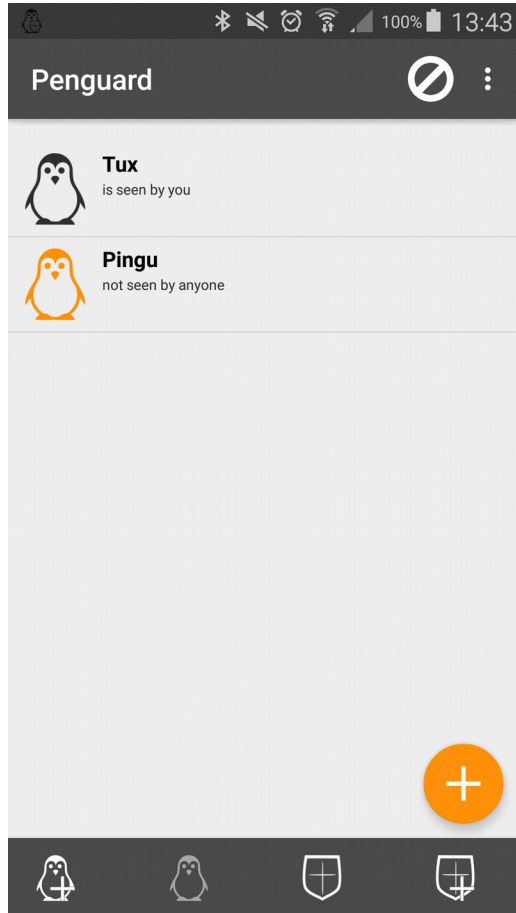 100% 13:43
Penguard
Tux
is seen by you
Pingu
not seen by anyone